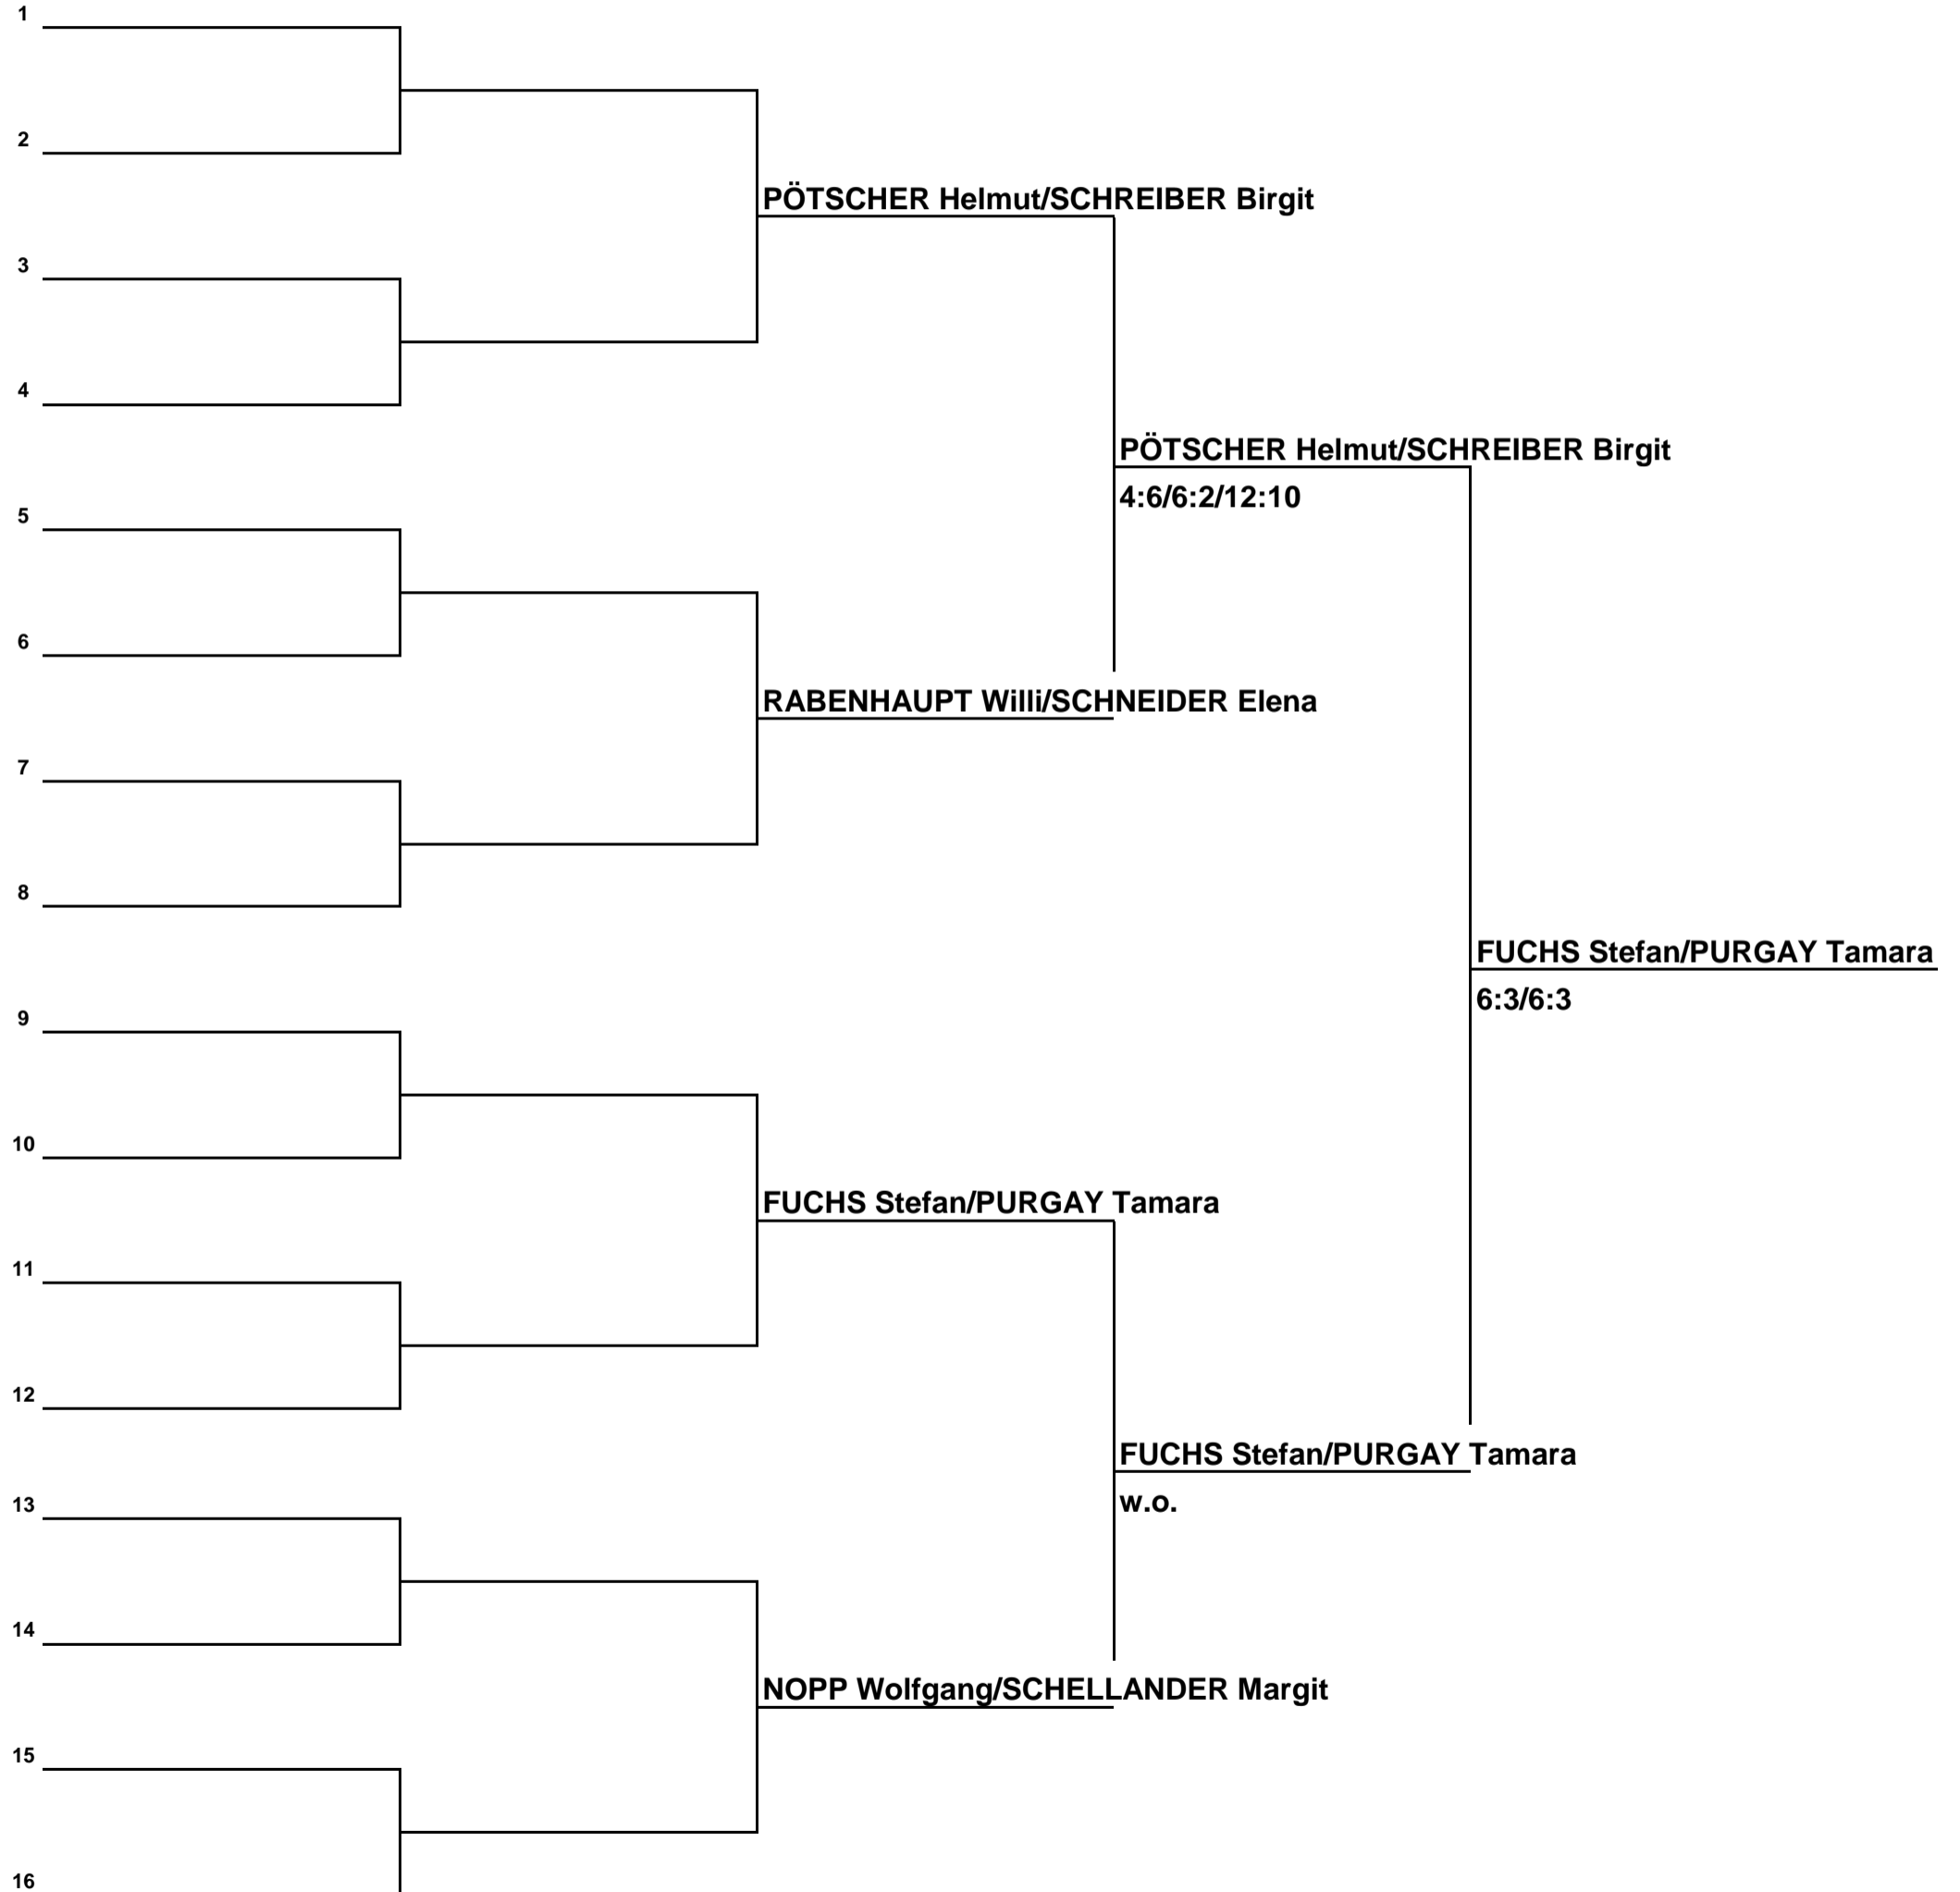 1
2
PÖTSCHER Helmut/SCHREIBER Birgit
3
4
PÖTSCHER Helmut/SCHREIBER Birgit
4:6/6:2/12:10
5
6
RABENHAUPT Willi/SCHNEIDER Elena
7
8
FUCHS Stefan/PURGAY Tamara
6:3/6:3
9
10
FUCHS Stefan/PURGAY Tamara
11
12
FUCHS Stefan/PURGAY Tamara
w.o.
13
14
NOPP Wolfgang/SCHELLANDER Margit
15
16